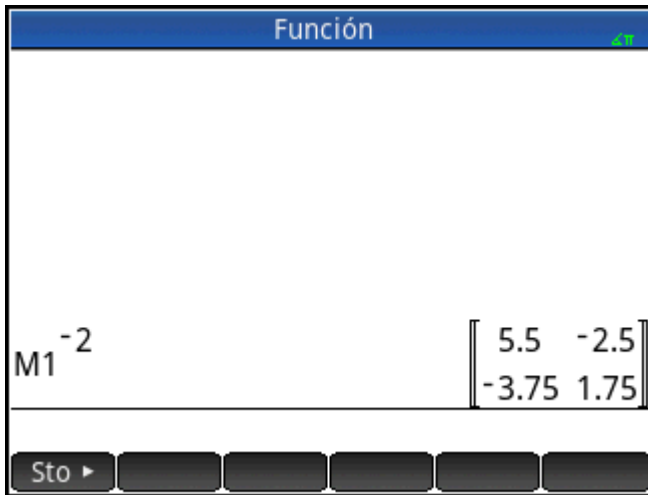 Función
∡π
M1⁻²
[[5.5 -2.5]
[-3.75 1.75]]
Sto ▸